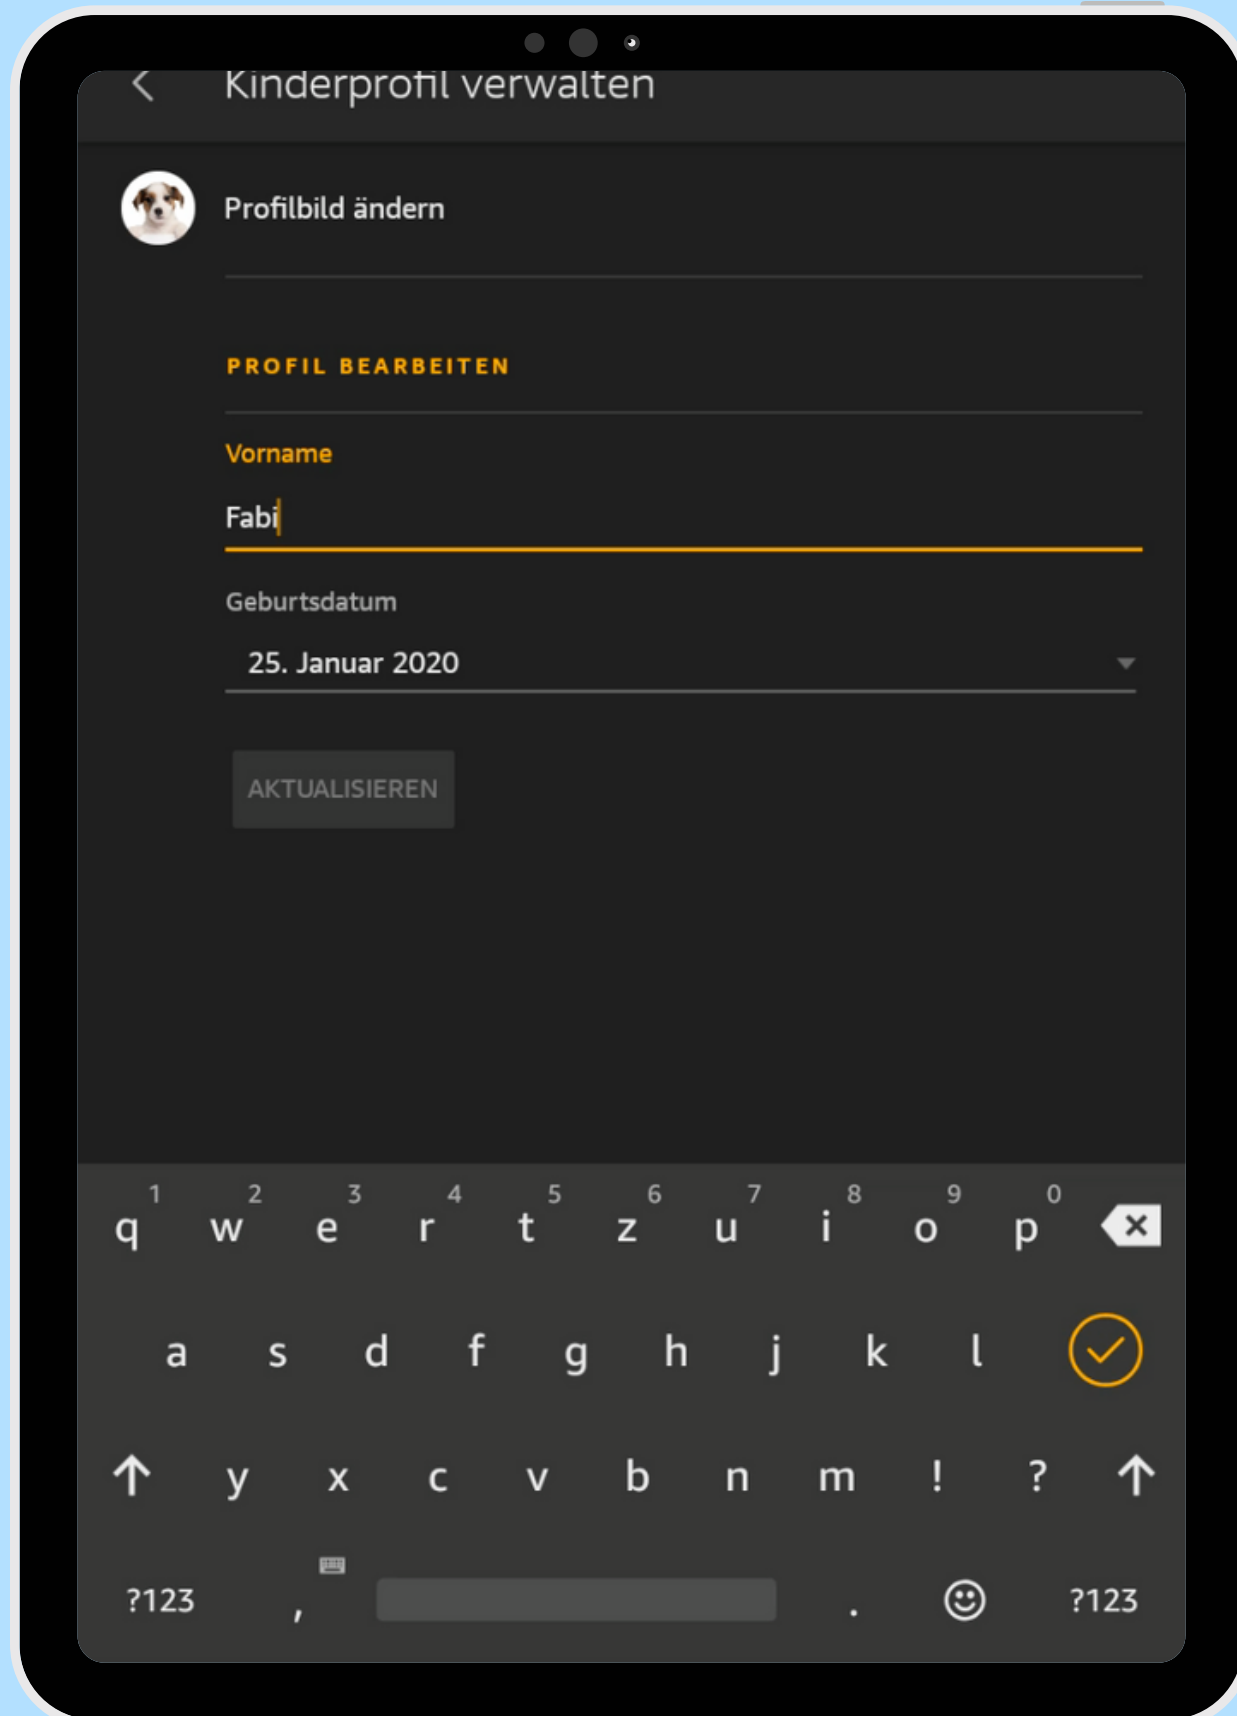 Kinderprofil verwalten
Profilbild ändern
PROFIL BEARBEITEN
Vorname
Fabi
Geburtsdatum
25. Januar 2020
AKTUALISIEREN
1 2 3 4 5 6 7 8 9 0
q w e r t z u i o p
a s d f g h j k l
y x c v b n m ! ?
?123 , . ?123